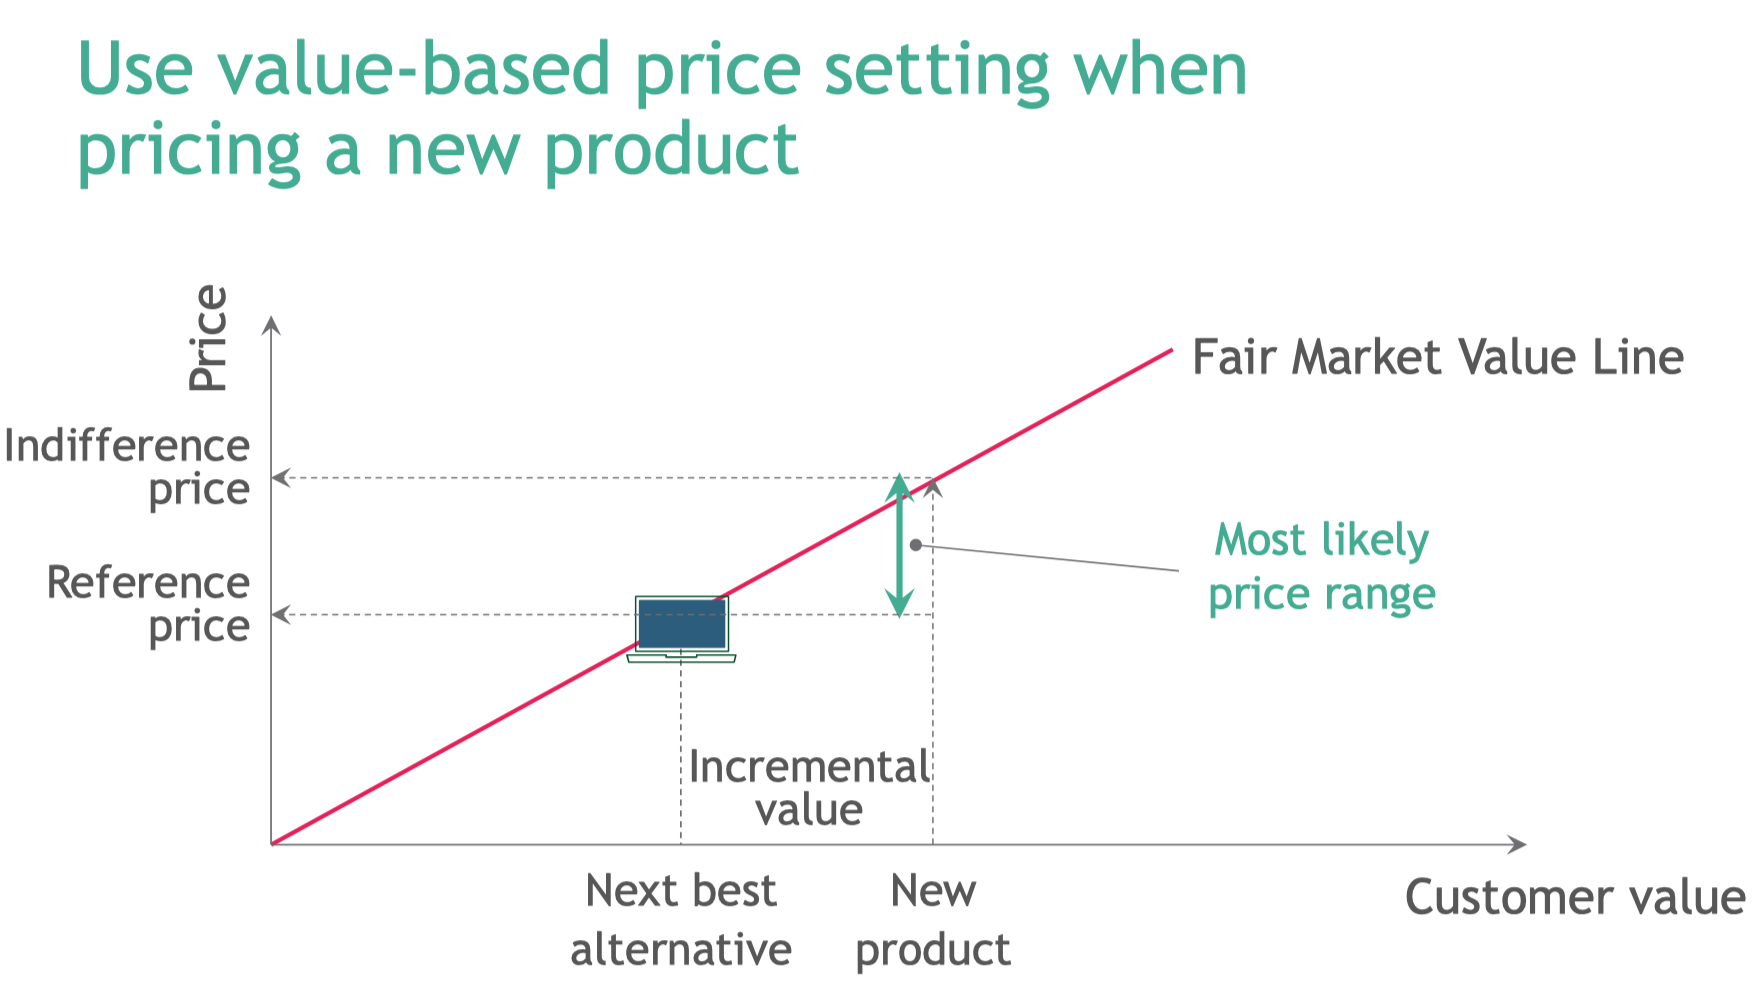 Use value-based price setting when
pricing a new product
Price
Fair Market Value Line
Indifference
price
Most likely
price range
Reference
price
Incremental
value
Next best
alternative
New
product
Customer value